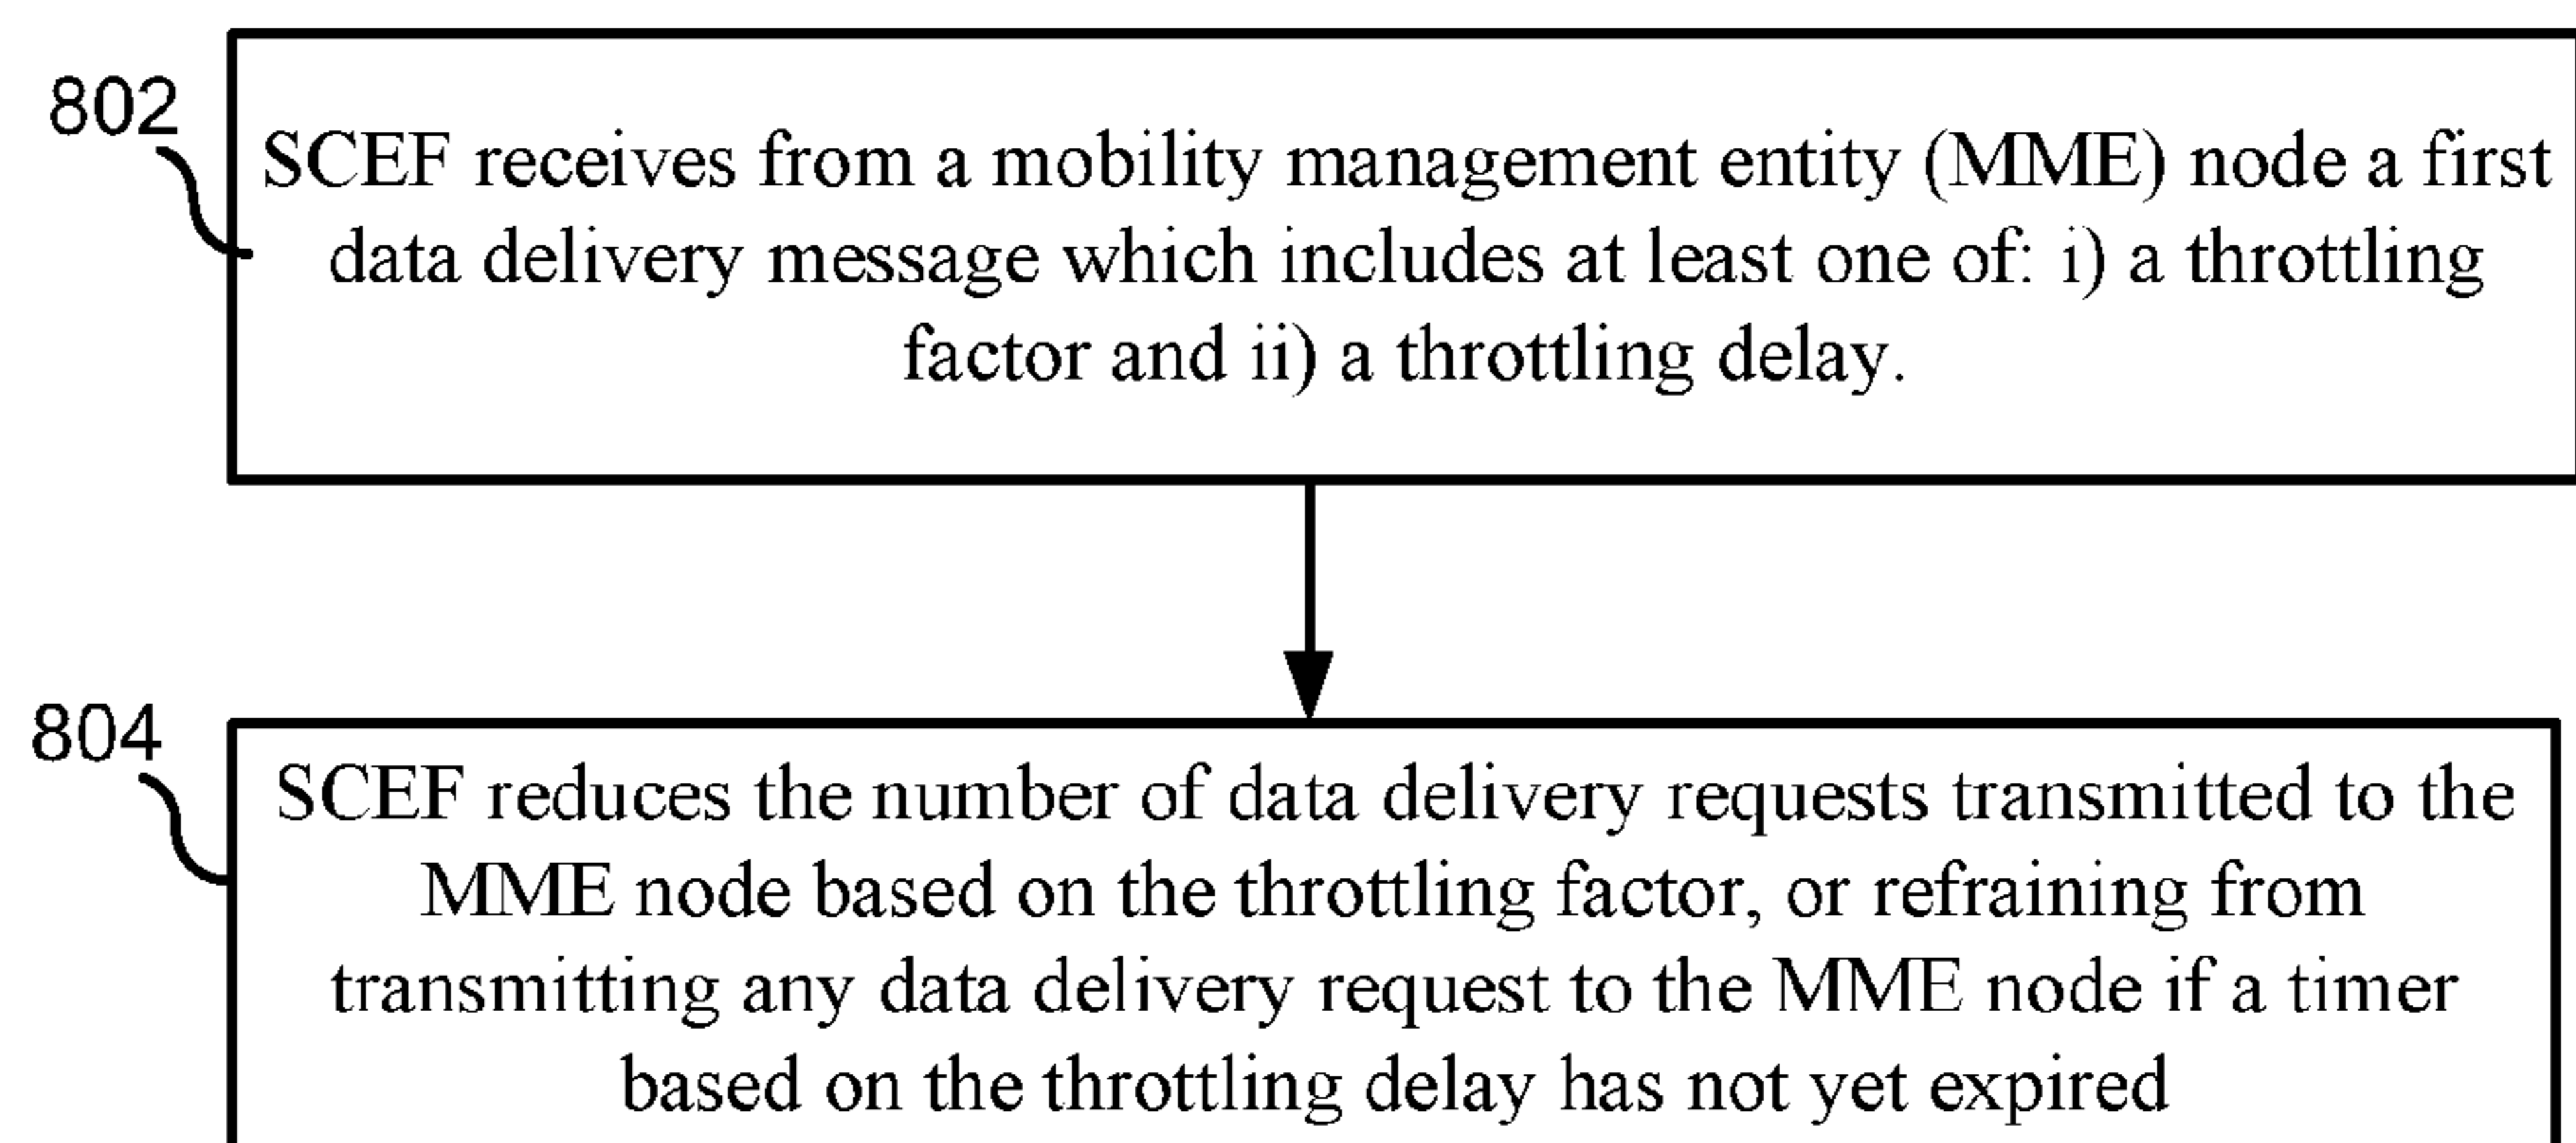 802
SCEF receives from a mobility management entity (MME) node a first
data delivery message which includes at least one of: i) a throttling
factor and ii) a throttling delay.
804
SCEF reduces the number of data delivery requests transmitted to the
MME node based on the throttling factor, or refraining from
transmitting any data delivery request to the MME node if a timer
based on the throttling delay has not yet expired